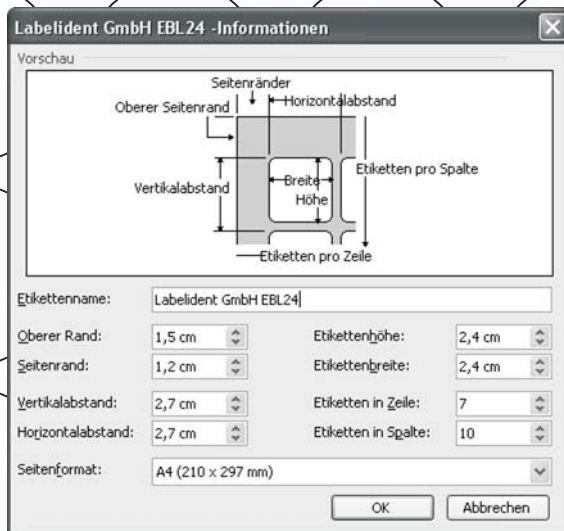 Labelident GmbH EBL24 -Informationen
Vorschau
Seitenränder
Oberer Seitenrand
Horizontalabstand
Etiketten pro Spalte
Vertikalabstand
Breite
Höhe
Etiketten pro Zeile
Etikettenname: Labelident GmbH EBL24
Oberer Rand: 1,5 cm Etikettenhöhe: 2,4 cm
Seitenrand: 1,2 cm Etikettenbreite: 2,4 cm
Vertikalabstand: 2,7 cm Etiketten in Zeile: 7
Horizontalabstand: 2,7 cm Etiketten in Spalte: 10
Seitenformat: A4 (210 x 297 mm)
OK Abbrechen